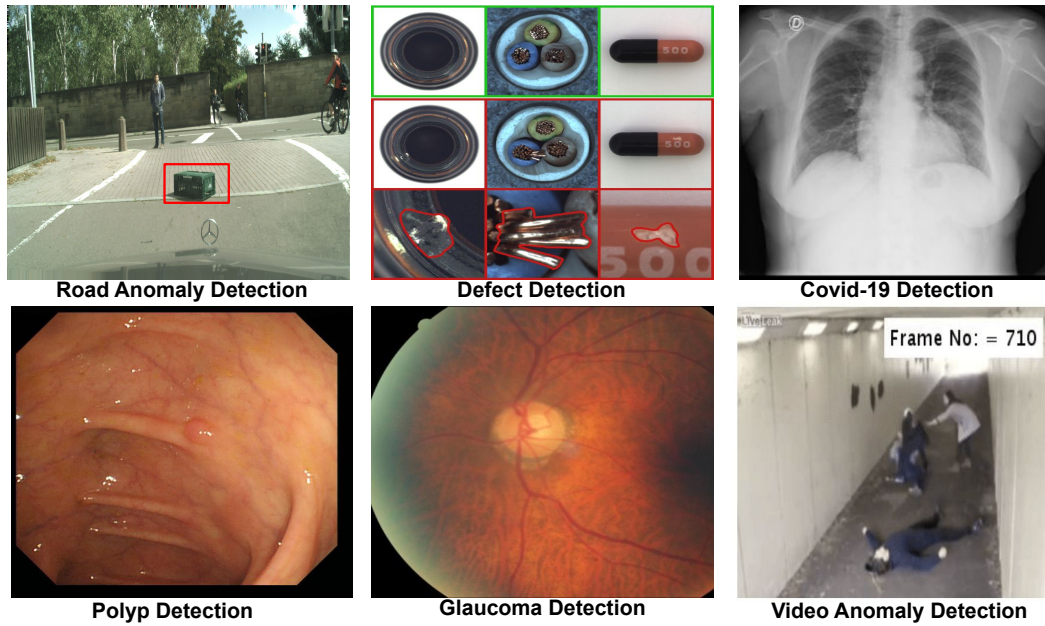 500
500
500
D
Road Anomaly Detection
Defect Detection
Covid-19 Detection
LiveLeak
Frame No: = 710
Polyp Detection
Glaucoma Detection
Video Anomaly Detection